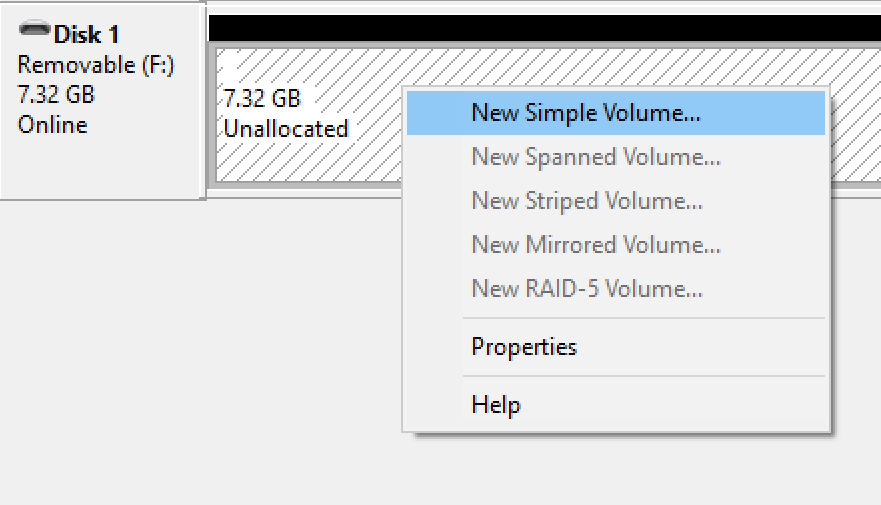 Disk 1
Removable (F:)
7.32 GB
Online
7.32 GB
Unallocated
New Simple Volume...
New Spanned Volume...
New Striped Volume...
New Mirrored Volume...
New RAID-5 Volume...
Properties
Help